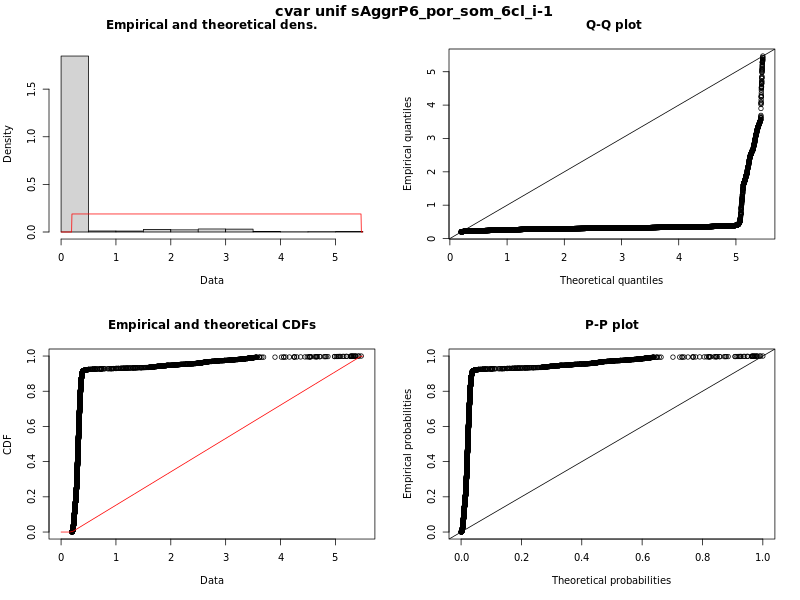 cvar unif sAggrP6_por_som_6cl_i-1
Empirical and theoretical dens.
Density
0.0 0.5 1.0 1.5
0 1 2 3 4 5
Data
Q-Q plot
Empirical quantiles
0 1 2 3 4 5
0 1 2 3 4 5
Theoretical quantiles
Empirical and theoretical CDFs
CDF
0.0 0.2 0.4 0.6 0.8 1.0
0 1 2 3 4 5
Data
P-P plot
Empirical probabilities
0.0 0.2 0.4 0.6 0.8 1.0
0.0 0.2 0.4 0.6 0.8 1.0
Theoretical probabilities